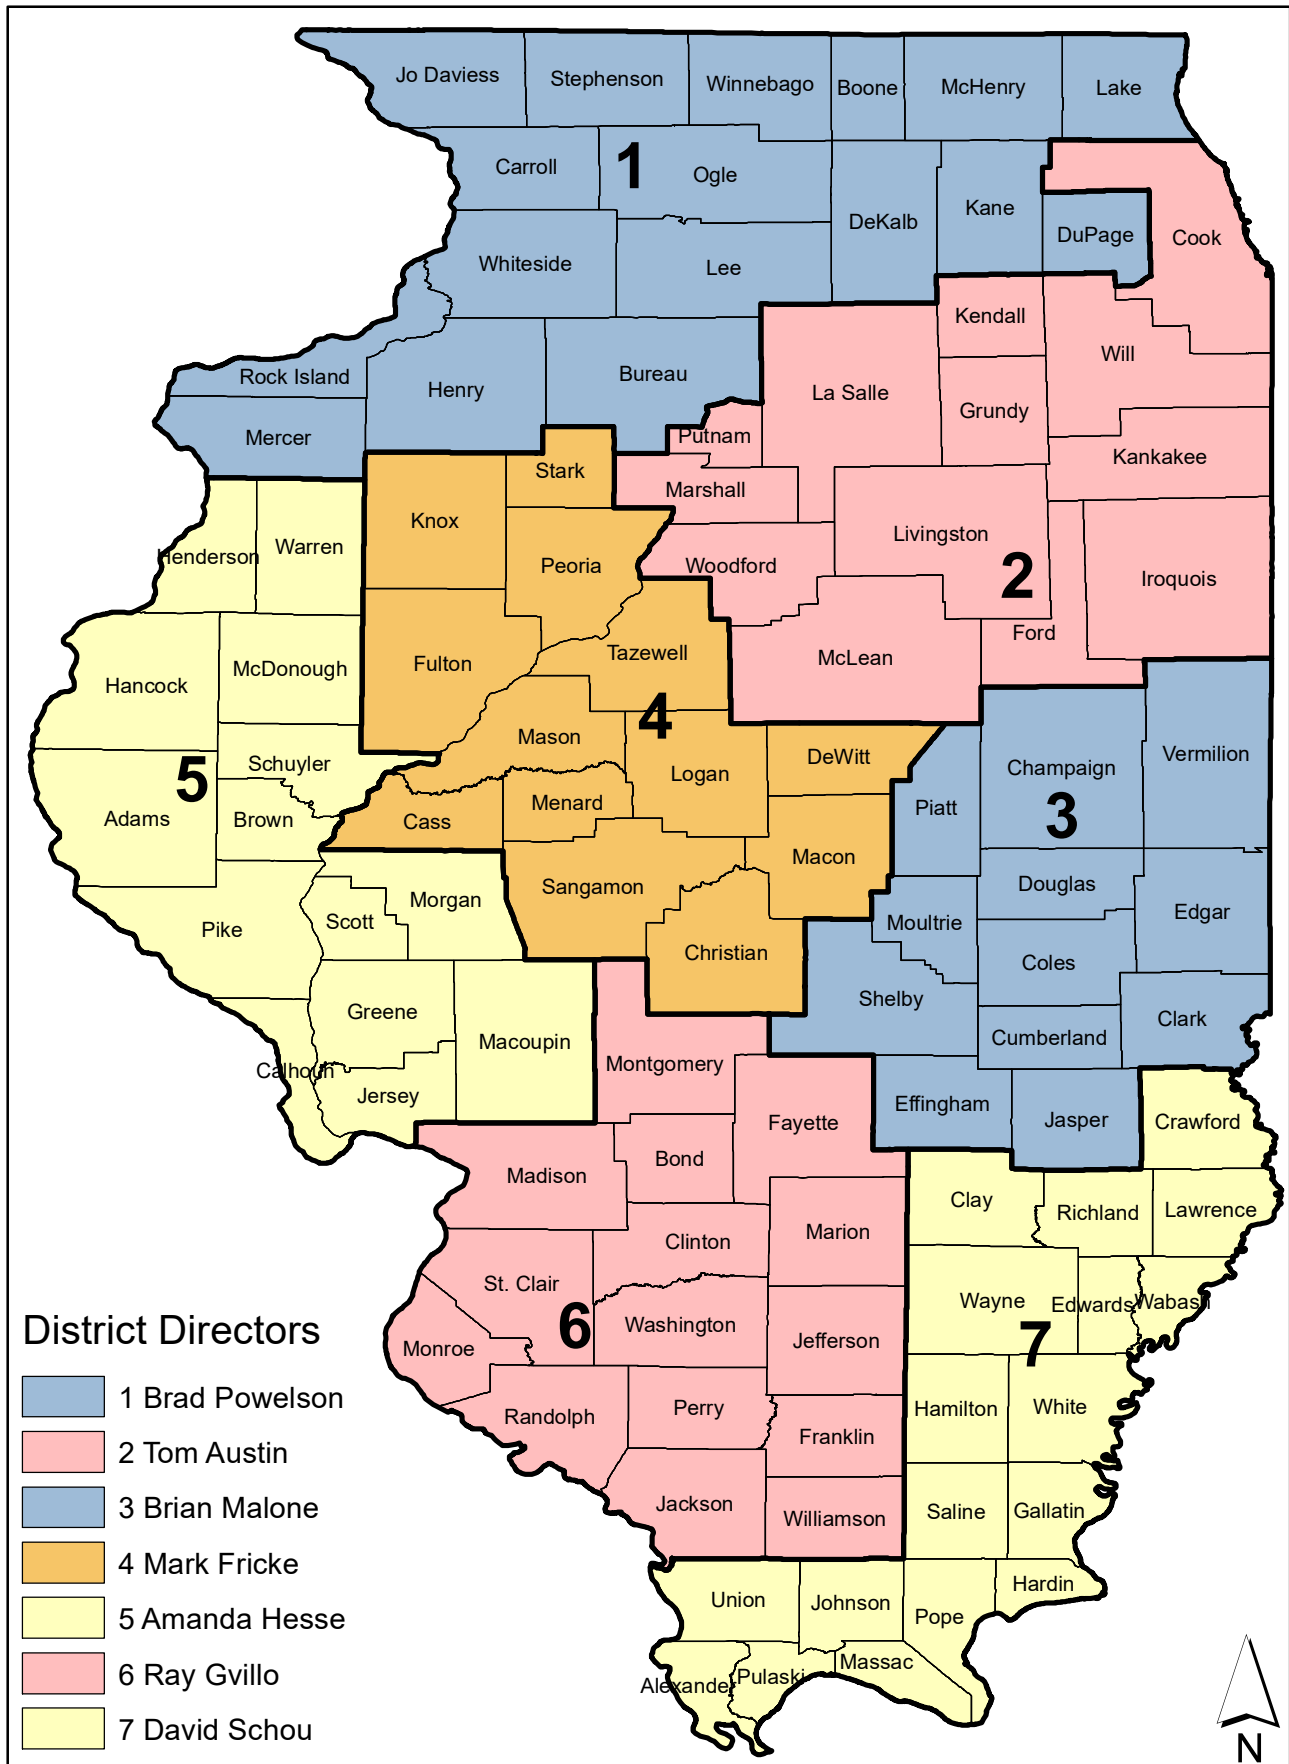 Jo Daviess
Stephenson
Winnebago
Boone
McHenry
Lake
Carroll
1
Ogle
DeKalb
Kane
DuPage
Cook
Whiteside
Lee
Kendall
Will
Rock Island
Henry
Bureau
La Salle
Grundy
Mercer
Putnam
Kankakee
Stark
Marshall
Knox
Livingston
Henderson
Warren
Peoria
Woodford
2
Iroquois
Ford
Hancock
McDonough
Fulton
Tazewell
McLean
4
Mason
5
Schuyler
Logan
DeWitt
Champaign
Vermilion
Adams
Brown
Cass
Menard
Piatt
3
Macon
Sangamon
Douglas
Pike
Scott
Morgan
Moultrie
Edgar
Christian
Coles
Greene
Shelby
Clark
Macoupin
Cumberland
Calhoun
Jersey
Montgomery
Effingham
Jasper
Crawford
Fayette
Madison
Bond
Clay
Richland
Lawrence
Clinton
Marion
St. Clair
Wayne
Edwards
Wabash
6
Washington
Jefferson
7
Monroe
Randolph
Perry
Franklin
Hamilton
White
Jackson
Williamson
Saline
Gallatin
Union
Johnson
Pope
Hardin
Alexander
Pulaski
Massac
District Directors
1 Brad Powelson
2 Tom Austin
3 Brian Malone
4 Mark Fricke
5 Amanda Hesse
6 Ray Gvillo
7 David Schou
N